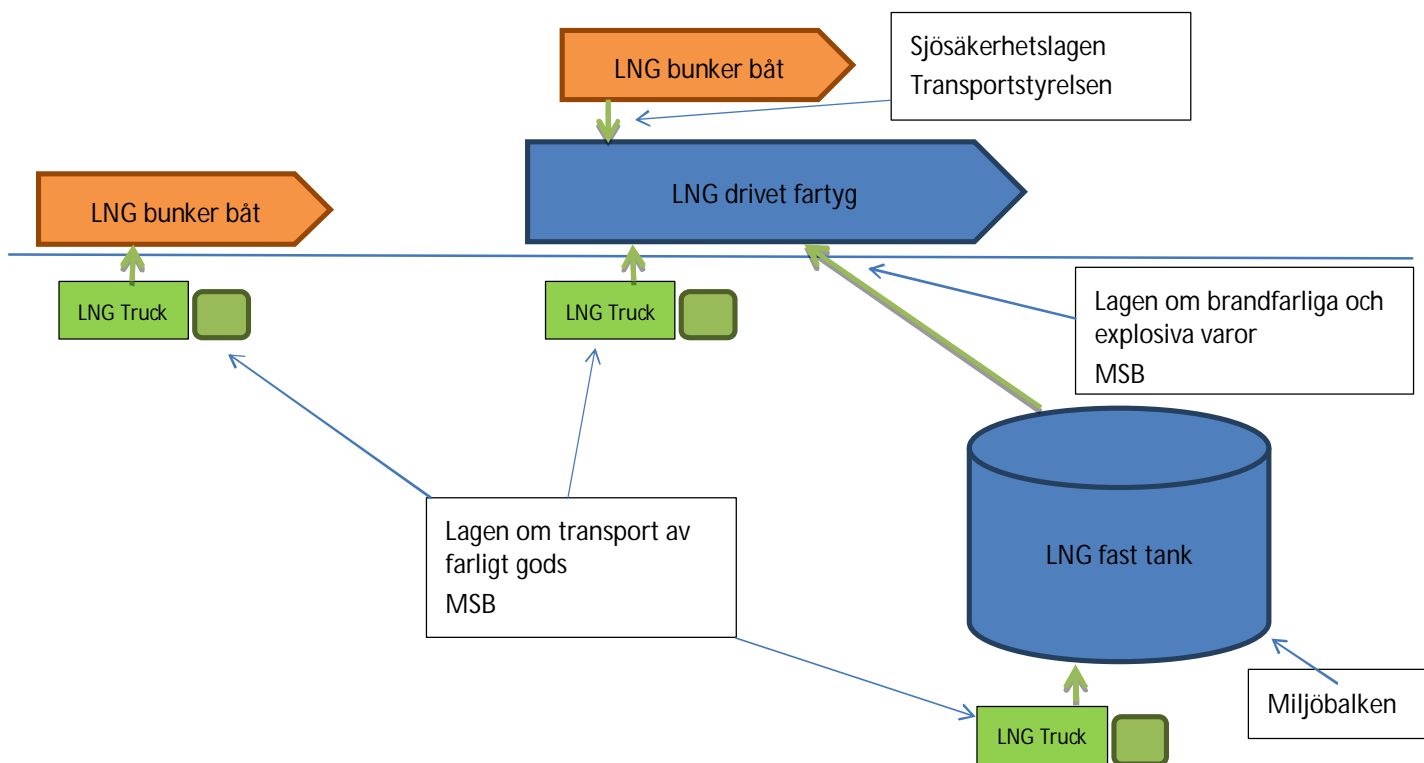 LNG bunker båt
Sjösäkerhetslagen
Transportstyrelsen
LNG bunker båt
LNG drivet fartyg
LNG Truck
LNG Truck
Lagen om brandfarliga och
explosiva varor
MSB
Lagen om transport av
farligt gods
MSB
LNG fast tank
Miljöbalken
LNG Truck